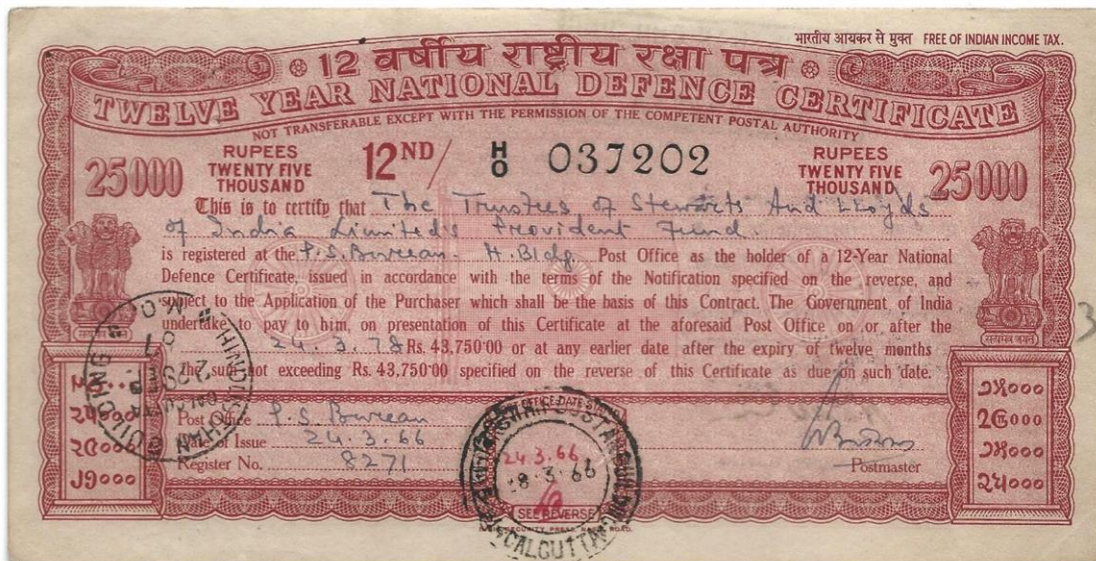 भारतीय आयकर से मुक्त FREE OF INDIAN INCOME TAX.
12 वर्षीय राष्ट्रीय रक्षा पत्र
TWELVE YEAR NATIONAL DEFENCE CERTIFICATE
NOT TRANSFERABLE EXCEPT WITH THE PERMISSION OF THE COMPETENT POSTAL AUTHORITY
25000 RUPEES TWENTY FIVE THOUSAND 12ND/ H/O 037202 RUPEES TWENTY FIVE THOUSAND 25000
This is to certify that The Trustees of Stewarts And Lloyds
of India Limited's Provident Fund.
is registered at the P.S. Bureau - H. Bldg. Post Office as the holder of a 12-Year National
Defence Certificate, issued in accordance with the terms of the Notification specified on the reverse, and
subject to the Application of the Purchaser which shall be the basis of this Contract. The Government of India
undertake to pay to him, on presentation of this Certificate at the aforesaid Post Office on or after the
24.3.78 Rs. 43,750·00 or at any earlier date after the expiry of twelve months
the sum not exceeding Rs. 43,750·00 specified on the reverse of this Certificate as due on such date.
Post Office P.S. Bureau
Date of Issue 24.3.66
Register No. 8271
Postmaster
24.3.66
8.3.66
SEE REVERSE
CALCUTTA
सत्यमेव जयते